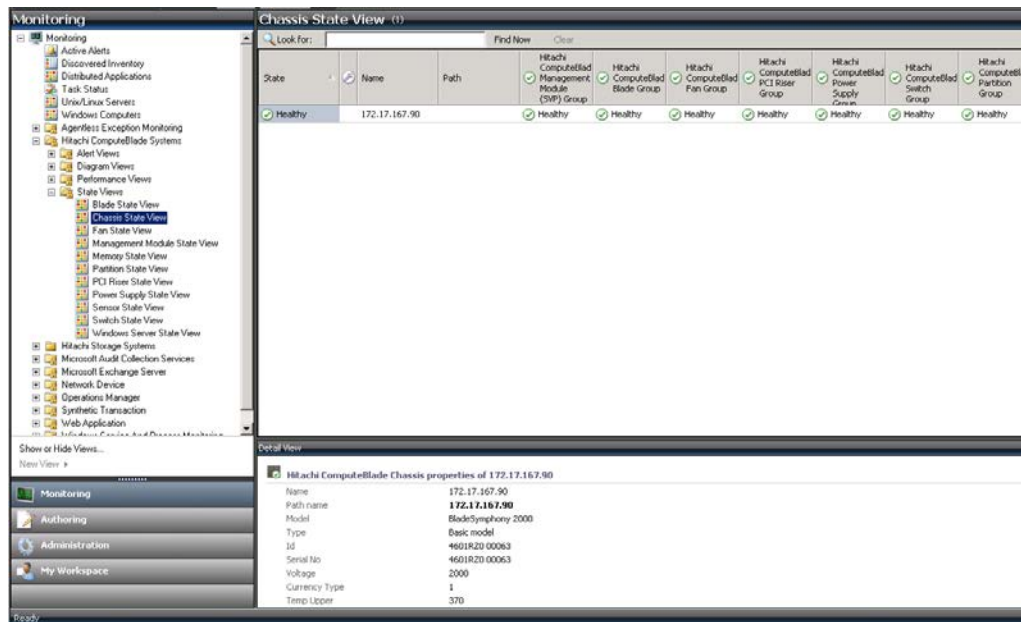 Monitoring
Monitoring
Active Alerts
Discovered Inventory
Distributed Applications
Task Status
Unix/Linux Servers
Windows Computers
Agentless Exception Monitoring
Hitachi ComputeBlade Systems
Alert Views
Diagram Views
Performance Views
State Views
Blade State View
Chassis State View
Fan State View
Management Module State View
Memory State View
Partition State View
PCI Riser State View
Power Supply State View
Sensor State View
Switch State View
Windows Server State View
Hitachi Storage Systems
Microsoft Audit Collection Services
Microsoft Exchange Server
Network Device
Operations Manager
Synthetic Transaction
Web Application
Show or Hide Views...
New View
Monitoring
Authoring
Administration
My Workspace
Ready
Chassis State View (1)
Look for: Find Now Clear
State Name Path
Hitachi
ComputeBlad
Management
Module
(SVP) Group
Hitachi
ComputeBlad
Blade Group
Hitachi
ComputeBlad
Fan Group
Hitachi
ComputeBlad
PCI Riser
Group
Hitachi
ComputeBlad
Power
Supply
Group
Hitachi
ComputeBlad
Switch
Group
Hitachi
ComputeBl
Partition
Group
Healthy 172.17.167.90 Healthy Healthy Healthy Healthy Healthy Healthy Healthy
Detail View
Hitachi ComputeBlade Chassis properties of 172.17.167.90
Name 172.17.167.90
Path name 172.17.167.90
Model BladeSymphony 2000
Type Basic model
Id 4601RZ0 00063
Serial No 4601RZ0 00063
Voltage 2000
Currency Type 1
Temp Upper 370